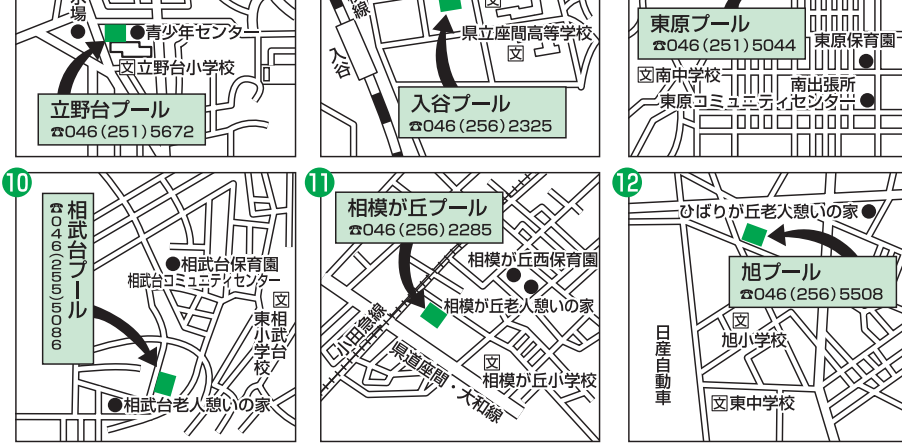 水場
青少年センター
文立野台小学校
立野台プール
☎046(251)5672
線
文
県立座間高等学校
文
入谷
入谷プール
☎046(256)2325
東原プール
☎046(251)5044
東原保育園
文南中学校
南出張所
東原コミュニティセンター
10
相武台プール
☎046(255)5086
相武台保育園
相武台コミュニティセンター
文
相武台
東小学校
相武台老人憩いの家
11
相模が丘プール
☎046(256)2285
相模が丘西保育園
相模が丘老人憩いの家
小田急線
県道座間・大和線
文
相模が丘小学校
12
ひばりが丘老人憩いの家
旭プール
☎046(256)5508
文
旭小学校
日産自動車
文東中学校